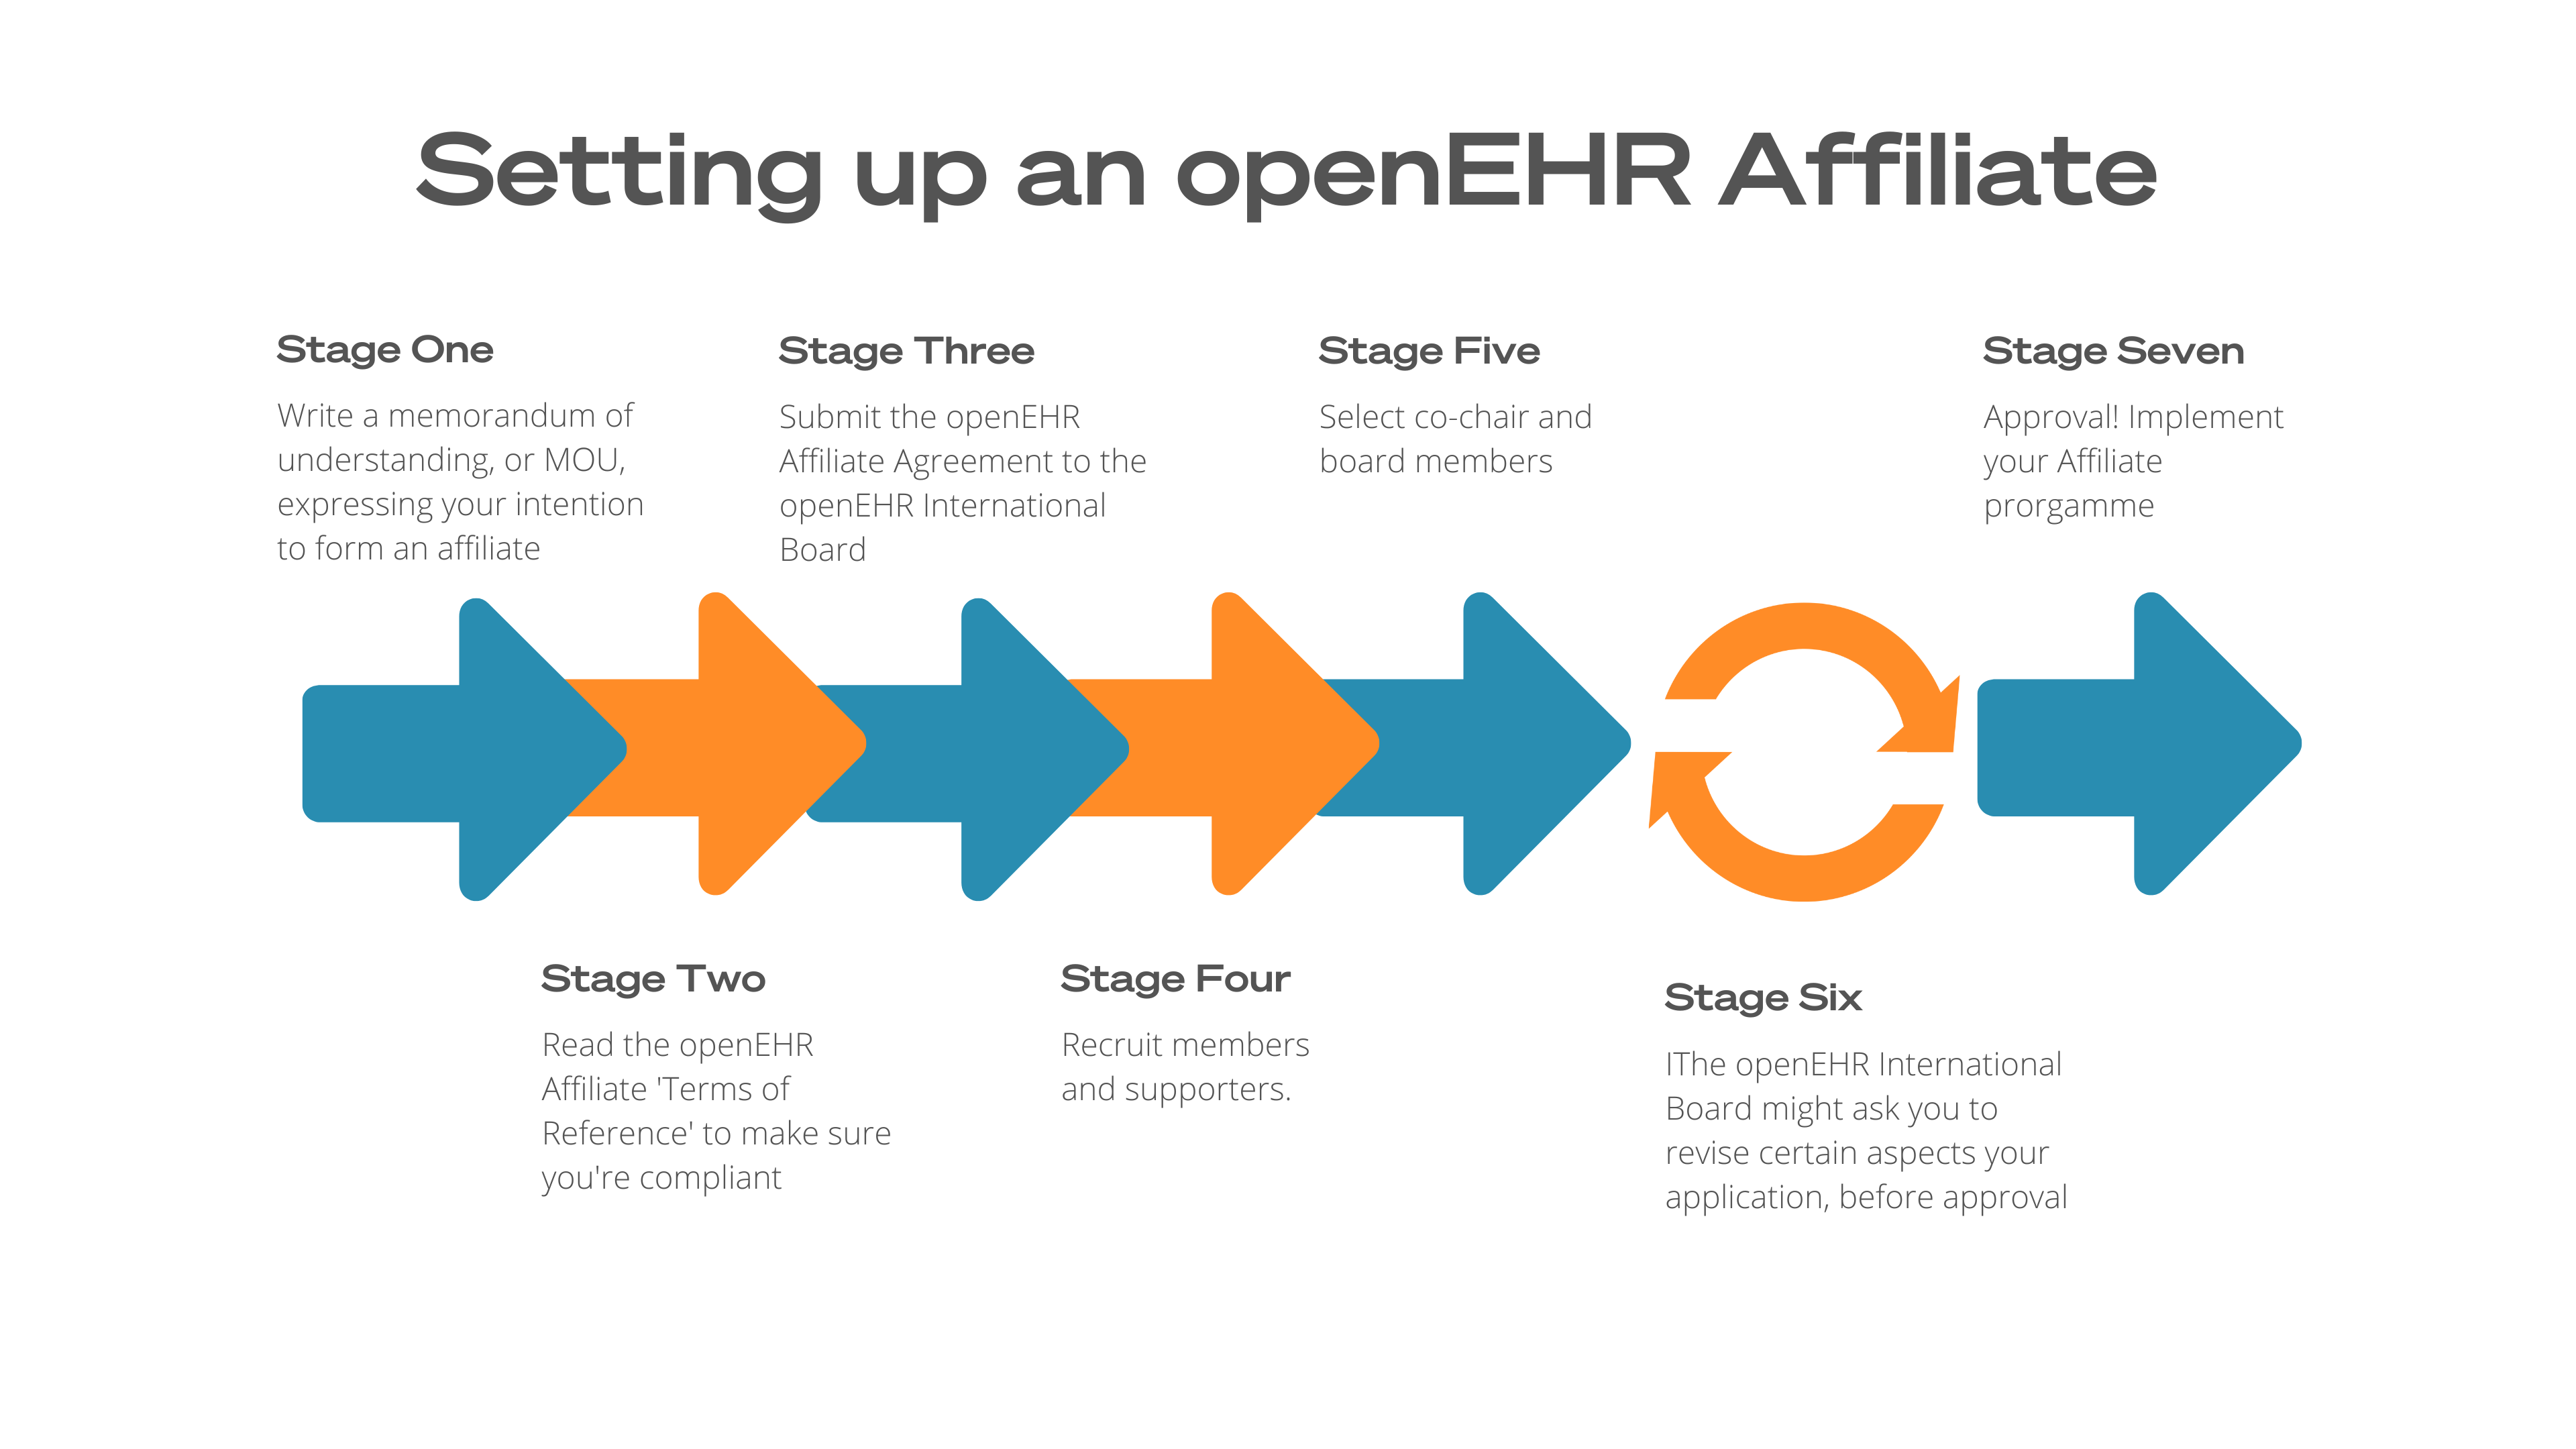 Setting up an openEHR Affiliate
Stage One
Write a memorandum of
understanding, or MOU,
expressing your intention
to form an affiliate
Stage Two
Read the openEHR
Affiliate 'Terms of
Reference' to make sure
you're compliant
Stage Three
Submit the openEHR
Affiliate Agreement to the
openEHR International
Board
Stage Four
Recruit members
and supporters.
Stage Five
Select co-chair and
board members
Stage Six
IThe openEHR International
Board might ask you to
revise certain aspects your
application, before approval
Stage Seven
Approval! Implement
your Affiliate
prorgamme